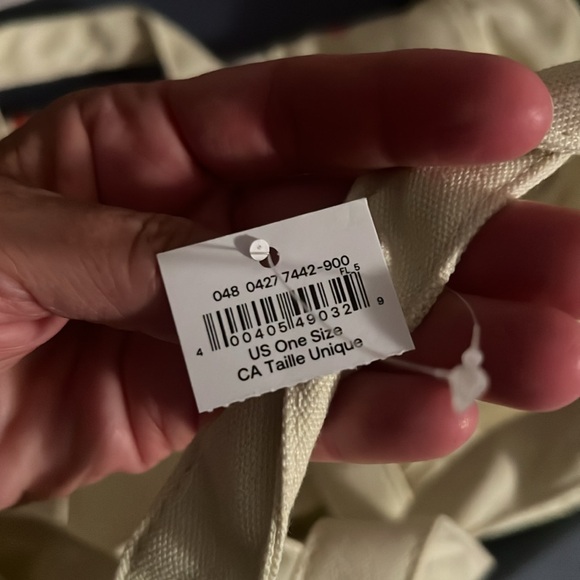 048 0427 7442-900
FL 5
4 00405 49032 9
US One Size
CA Taille Unique